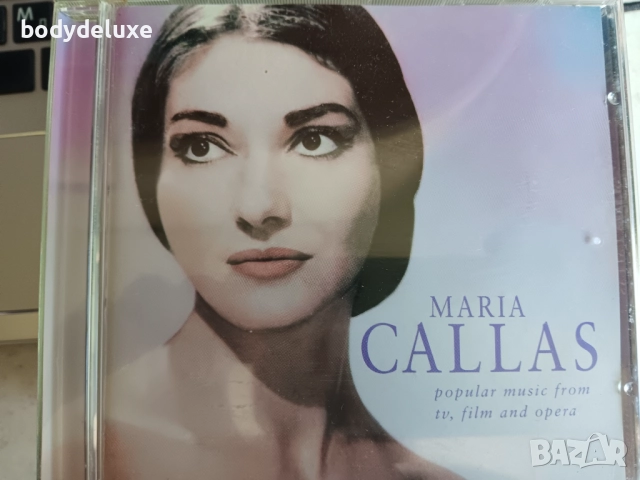 bodydeluxe
MARIA
CALLAS
popular music from
tv, film and opera
BAZAR